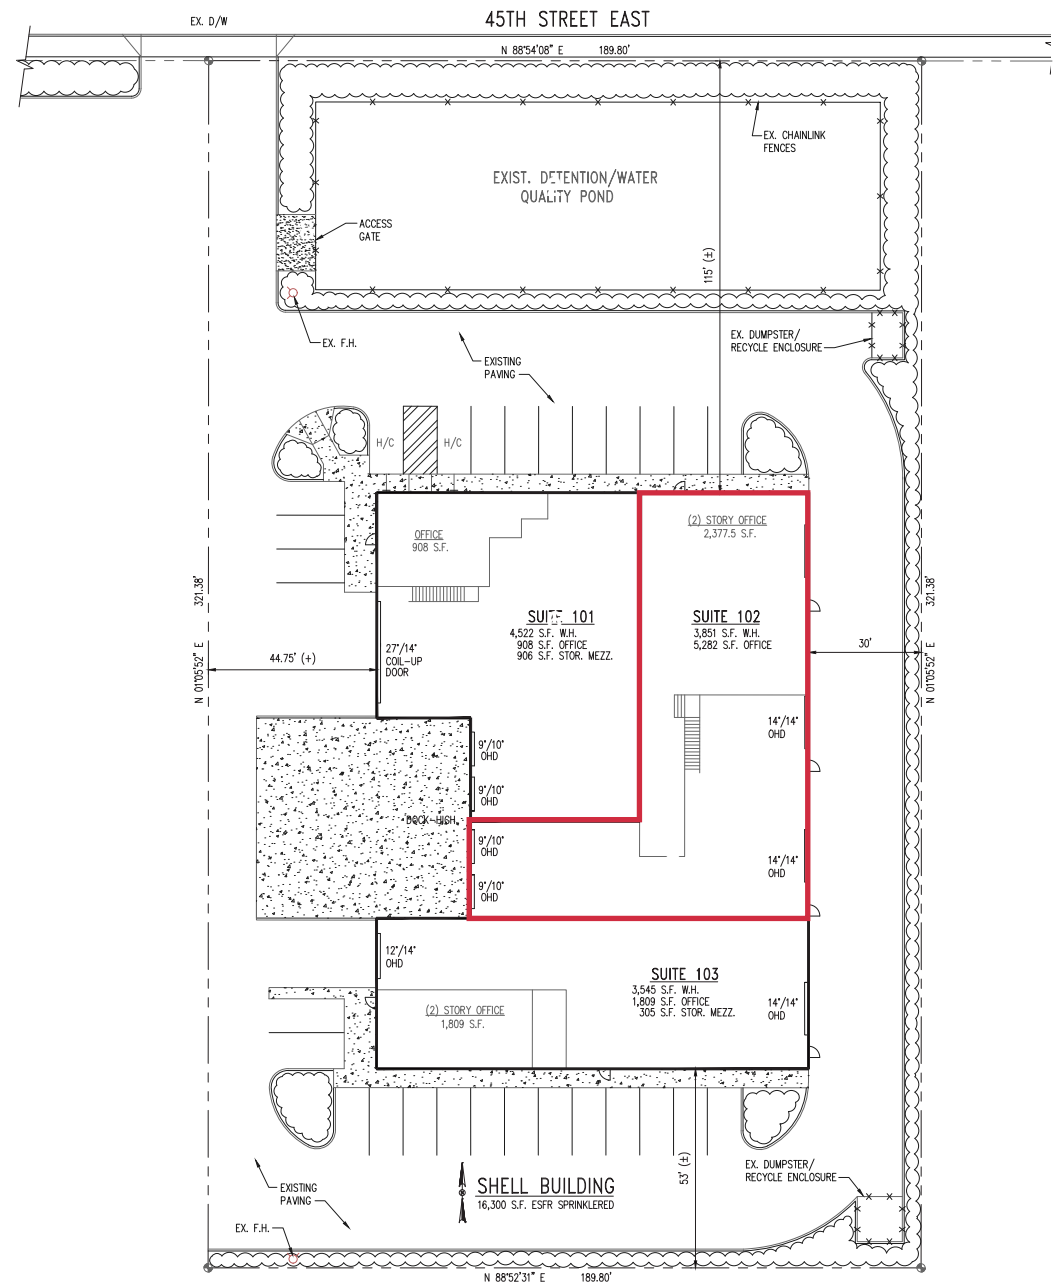 EX. D/W
45TH STREET EAST
N 88°54'08" E 189.80'
EX. CHAINLINK
FENCES
EXIST. DETENTION/WATER
QUALITY POND
ACCESS
GATE
115' (±)
EX. F.H.
EX. DUMPSTER/
RECYCLE ENCLOSURE
EXISTING
PAVING
H/C
H/C
(2) STORY OFFICE
2,377.5 S.F.
OFFICE
908 S.F.
N 01°05'52" E 321.38'
N 01°05'52" E 321.38'
SUITE 101
4,522 S.F. W.H.
908 S.F. OFFICE
906 S.F. STOR. MEZZ.
SUITE 102
3,851 S.F. W.H.
5,282 S.F. OFFICE
44.75' (+)
27'/14'
COIL-UP
DOOR
30'
14'/14'
OHD
9'/10'
OHD
9'/10'
OHD
DOCK-HIGH
9'/10'
OHD
9'/10'
OHD
14'/14'
OHD
12'/14'
OHD
SUITE 103
3,545 S.F. W.H.
1,809 S.F. OFFICE
305 S.F. STOR. MEZZ.
14'/14'
OHD
(2) STORY OFFICE
1,809 S.F.
53' (±)
EX. DUMPSTER/
RECYCLE ENCLOSURE
SHELL BUILDING
16,300 S.F. ESFR SPRINKLERED
EXISTING
PAVING
EX. F.H.
N 88°52'31" E 189.80'